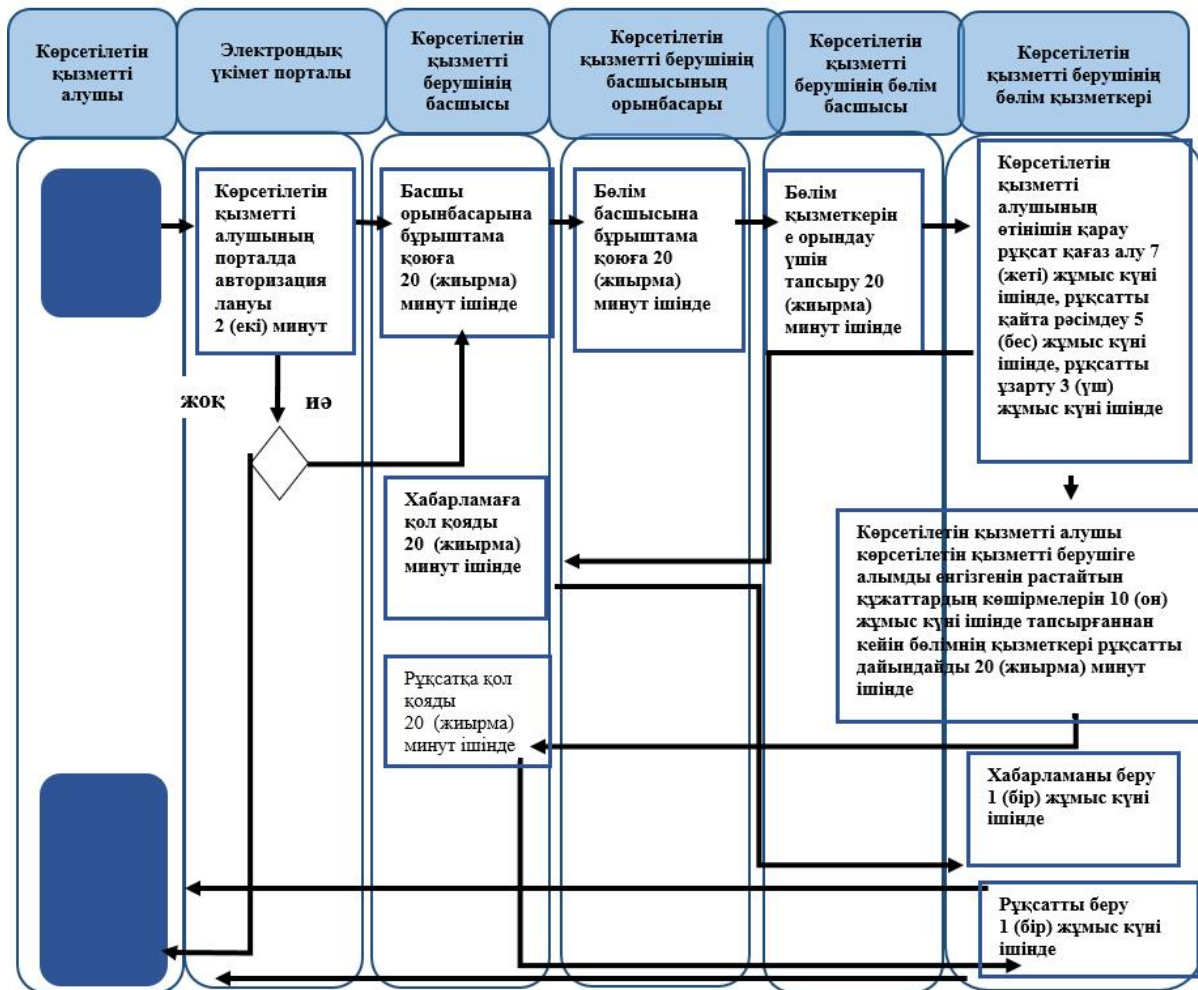 Көрсетілетін
қызметті
алушы
Электрондық
үкімет порталы
Көрсетілетін
қызметті
берушінің
басшысы
Көрсетілетін
қызметті берушінің
басшысының
орынбасары
Көрсетілетін
қызметті
берушінің бөлім
басшысы
Көрсетілетін
қызметті берушінің
бөлім қызметкері
Көрсетілетін
қызметті
алушының
порталда
авторизация
лануы
2 (екі) минут
Басшы
орынбасарына
бұрыштама
қоюға
20 (жиырма)
минут ішінде
Бөлім
басшысына
бұрыштама
қоюға 20
(жиырма)
минут ішінде
Бөлім
қызметкерін
е орындау
үшін
тапсыру 20
(жиырма)
минут ішінде
Көрсетілетін
қызметті
алушының
өтінішін қарау
рұқсат қағаз алу 7
(жеті) жұмыс күні
ішінде, рұқсатты
қайта рәсімдеу 5
(бес) жұмыс күні
ішінде, рұқсатты
ұзарту 3 (үш)
жұмыс күні ішінде
жоқ
иә
Хабарламаға
қол қояды
20 (жиырма)
минут ішінде
Көрсетілетін қызметті алушы
көрсетілетін қызметті берушіге
алымды енгізгенін растайтын
құжаттардың көшірмелерін 10 (он)
жұмыс күні ішінде тапсырғаннан
кейін бөлімнің қызметкері рұқсатты
дайындайды 20 (жиырма) минут
ішінде
Рұқсатқа қол
қояды
20 (жиырма)
минут ішінде
Хабарламаны беру
1 (бір) жұмыс күні
ішінде
Рұқсатты беру
1 (бір) жұмыс күні
ішінде